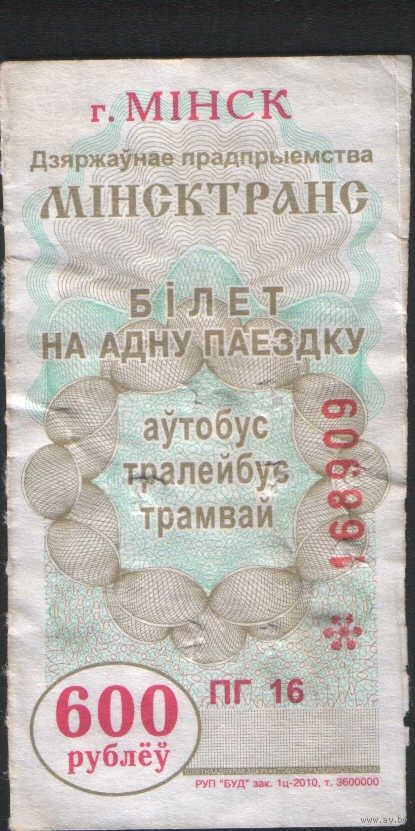 г. МІНСК
Дзяржаўнае прадпрыемства
МІНСКТРАНС
БІЛЕТ
НА АДНУ ПАЕЗДКУ
аўтобус
тралейбус
трамвай
168909
ПГ 16
600
рублёў
РУП "БУД" зак. 1ц-2010, т. 3600000
www.ay.by